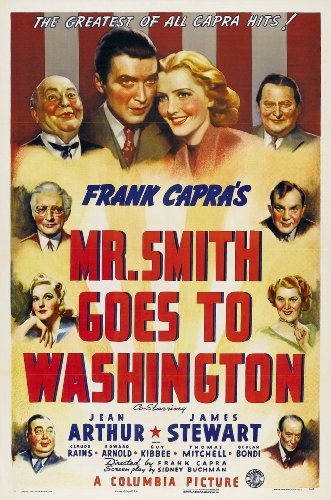 THE GREATEST OF ALL CAPRA HITS!
FRANK CAPRA'S
MR. SMITH
GOES TO
WASHINGTON
Co-Starring
JEAN JAMES
ARTHUR ★ STEWART
CLAUDE EDWARD GUY THOMAS BEULAH
RAINS ARNOLD KIBBEE MITCHELL BONDI
Directed by FRANK CAPRA
Screen play by SIDNEY BUCHMAN
A COLUMBIA PICTURE